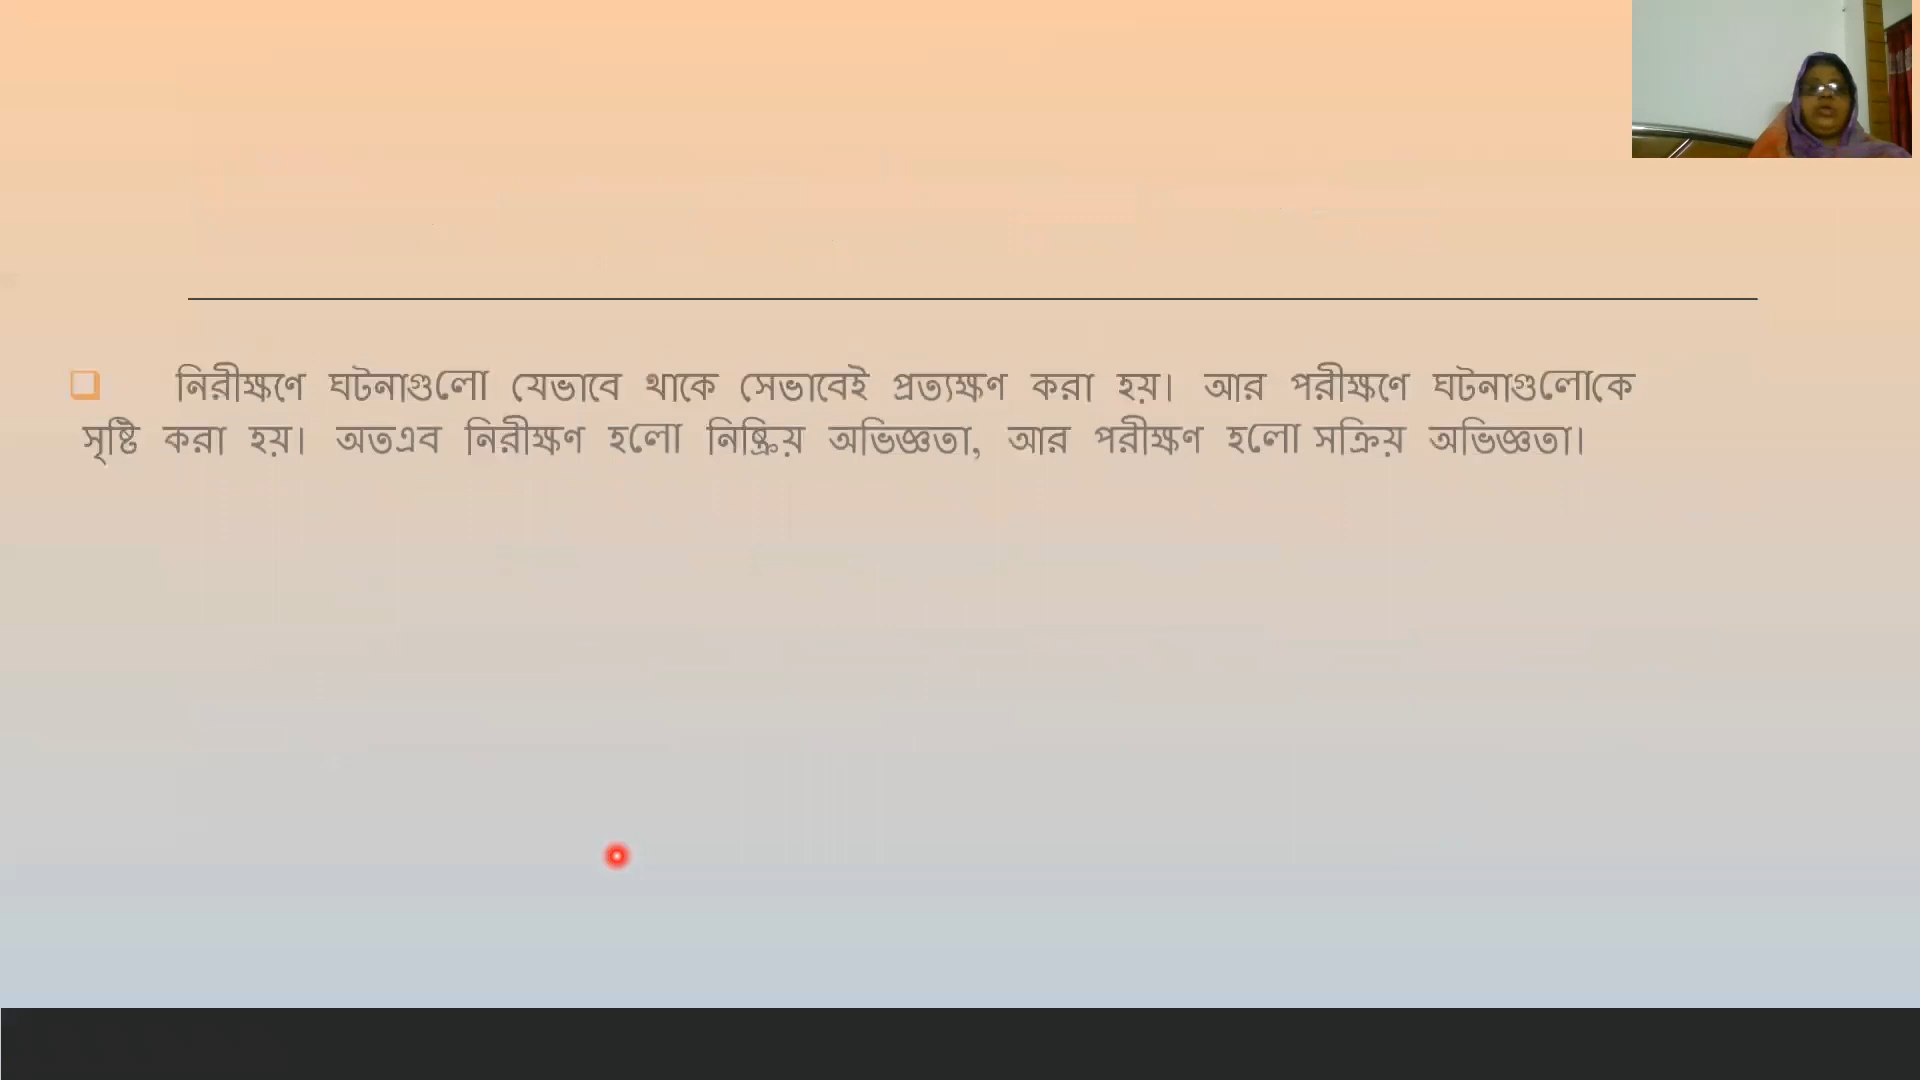 নিরীক্ষণে ঘটনাগুলো যেভাবে থাকে সেভাবেই প্রত্যক্ষণ করা হয়। আর পরীক্ষণে ঘটনাগুলোকে
সৃষ্টি করা হয়। অতএব নিরীক্ষণ হলো নিষ্ক্রিয় অভিজ্ঞতা, আর পরীক্ষণ হলো সক্রিয় অভিজ্ঞতা।